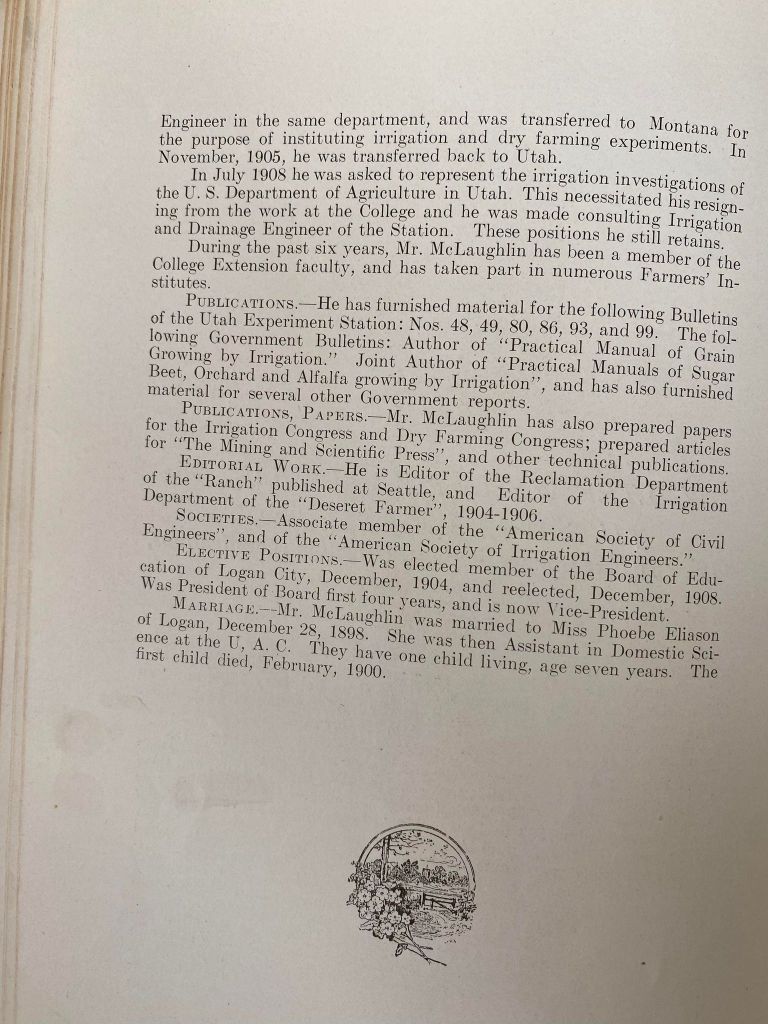 Engineer in the same department, and was transferred to Montana for
the purpose of instituting irrigation and dry farming experiments. In
November, 1905, he was transferred back to Utah.
In July 1908 he was asked to represent the irrigation investigations of
the U. S. Department of Agriculture in Utah. This necessitated his resign-
ing from the work at the College and he was made consulting Irrigation
and Drainage Engineer of the Station. These positions he still retains.
During the past six years, Mr. McLaughlin has been a member of the
College Extension faculty, and has taken part in numerous Farmers' In-
stitutes.
PUBLICATIONS.—He has furnished material for the following Bulletins
of the Utah Experiment Station: Nos. 48, 49, 80, 86, 93, and 99. The fol-
lowing Government Bulletins: Author of "Practical Manual of Grain
Growing by Irrigation." Joint Author of "Practical Manuals of Sugar
Beet, Orchard and Alfalfa growing by Irrigation", and has also furnished
material for several other Government reports.
PUBLICATIONS, PAPERS.—Mr. McLaughlin has also prepared papers
for the Irrigation Congress and Dry Farming Congress; prepared articles
for "The Mining and Scientific Press", and other technical publications.
EDITORIAL WORK.—He is Editor of the Reclamation Department
of the "Ranch" published at Seattle, and Editor of the Irrigation
Department of the "Deseret Farmer", 1904-1906.
SOCIETIES.—Associate member of the "American Society of Civil
Engineers", and of the "American Society of Irrigation Engineers."
ELECTIVE POSITIONS.—Was elected member of the Board of Edu-
cation of Logan City, December, 1904, and reelected, December, 1908.
Was President of Board first four years, and is now Vice-President.
MARRIAGE.—Mr. McLaughlin was married to Miss Phoebe Eliason
of Logan, December 28, 1898. She was then Assistant in Domestic Sci-
ence at the U. A. C. They have one child living, age seven years. The
first child died, February, 1900.